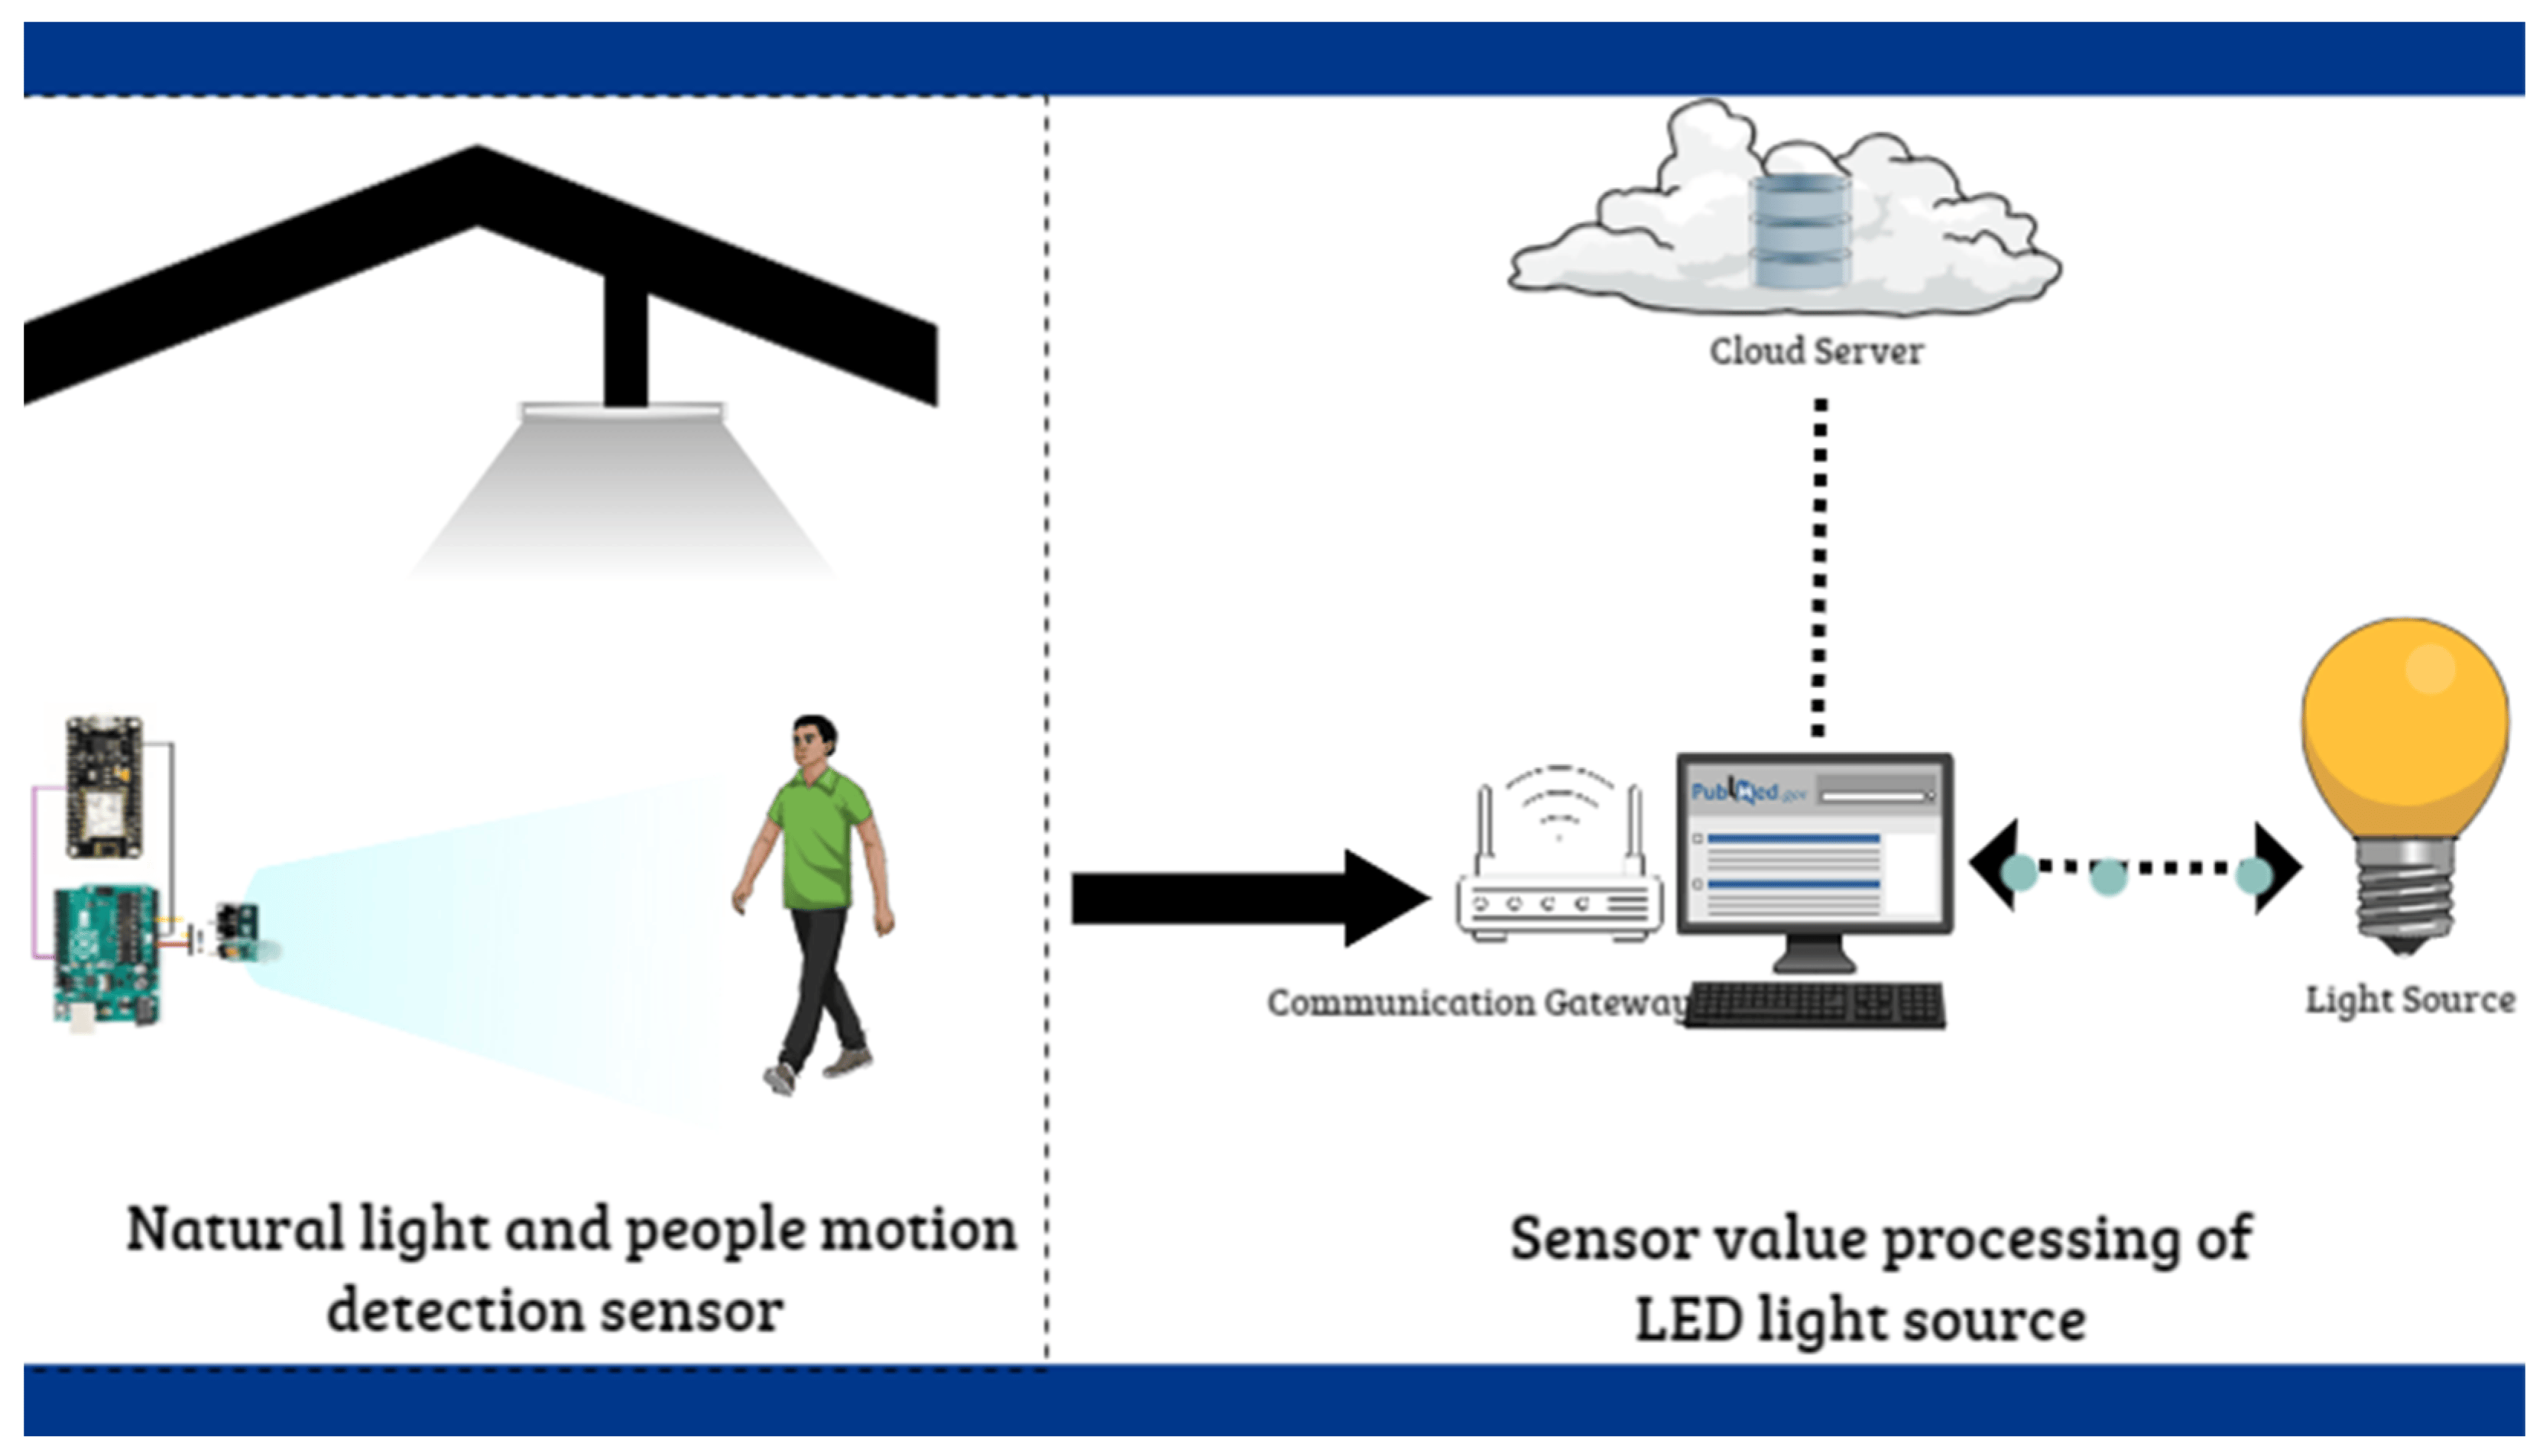 Cloud Server
PubMed.gov
Communication Gateway
Light Source
Natural light and people motion
detection sensor
Sensor value processing of
LED light source